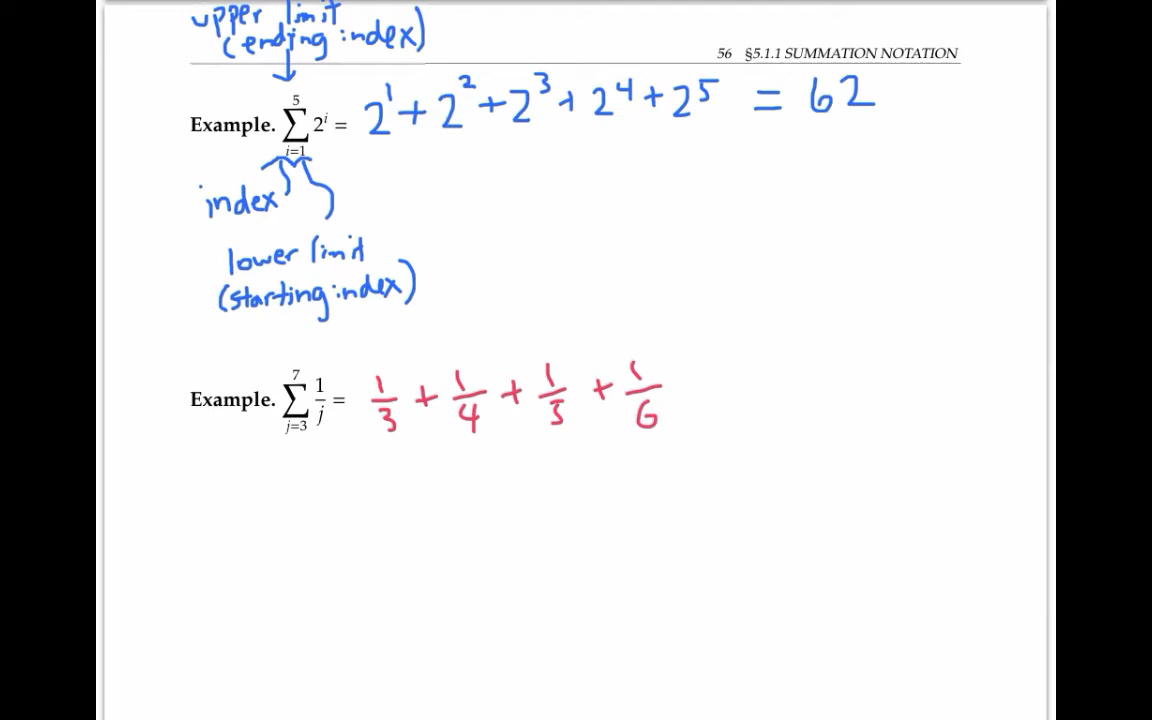 upper limit
(ending index)
56 §5.1.1 SUMMATION NOTATION
Example. ∑_{i=1}^{5} 2^i = 2^1 + 2^2 + 2^3 + 2^4 + 2^5 = 62
index
lower limit
(starting index)
Example. ∑_{j=3}^{7} 1/j = 1/3 + 1/4 + 1/5 + 1/6